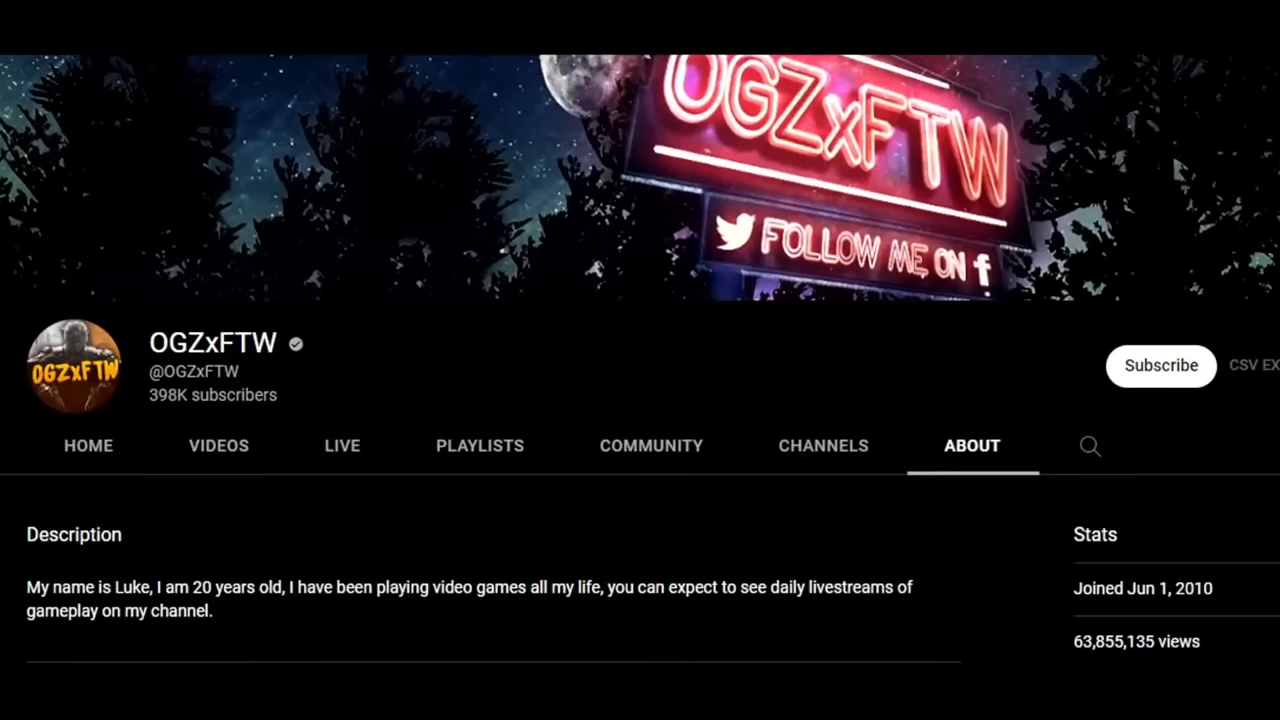 OGZxFTW
FOLLOW ME ON
OGZxFTW
OGZxFTW
@OGZxFTW
398K subscribers
Subscribe
CSV EX
HOME VIDEOS LIVE PLAYLISTS COMMUNITY CHANNELS ABOUT
Description
Stats
My name is Luke, I am 20 years old, I have been playing video games all my life, you can expect to see daily livestreams of
gameplay on my channel.
Joined Jun 1, 2010
63,855,135 views